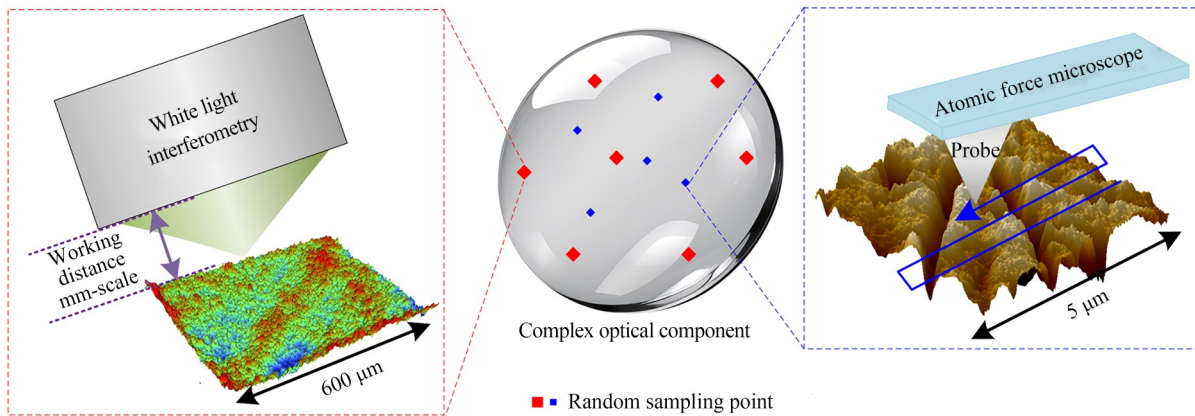 White light
interferometry
Working
distance
mm-scale
600 μm
Complex optical component
Random sampling point
Atomic force microscope
Probe
5 μm